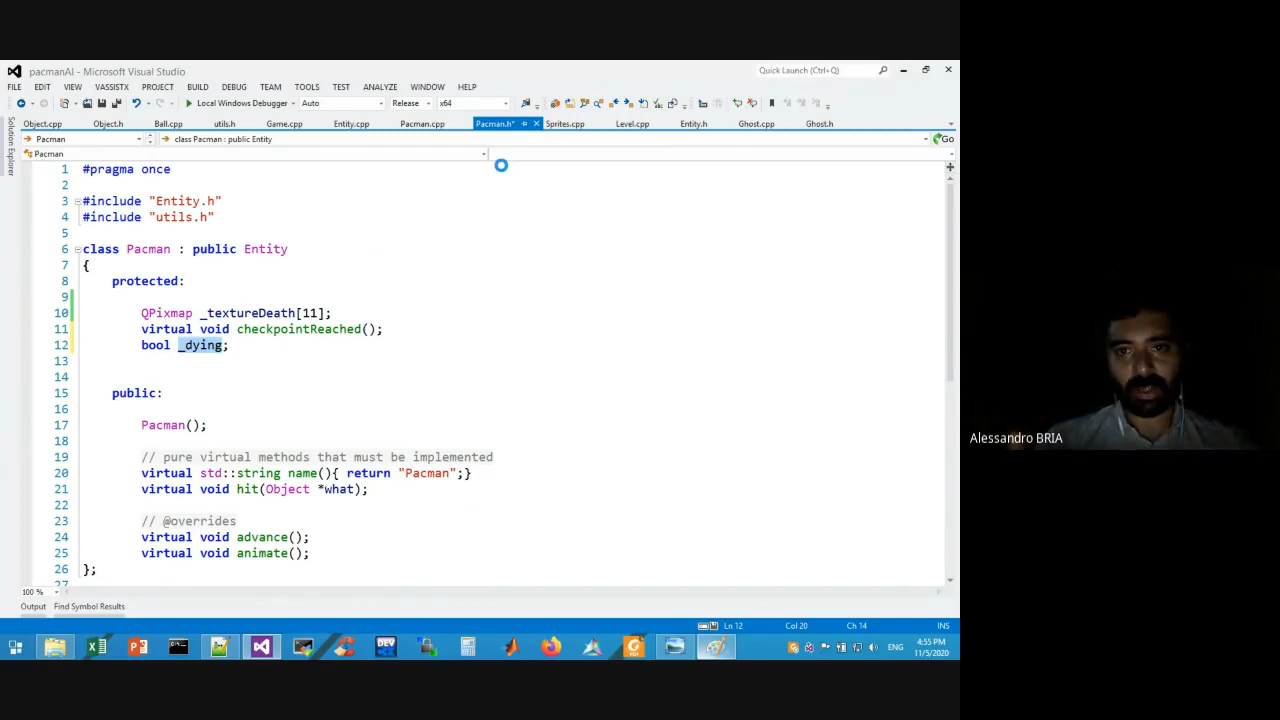 pacmanAI - Microsoft Visual Studio
Quick Launch (Ctrl+Q)
FILE EDIT VIEW VASSISTX PROJECT BUILD DEBUG TEAM TOOLS TEST ANALYZE WINDOW HELP
Local Windows Debugger Auto Release x64
Object.cpp Object.h Ball.cpp utils.h Game.cpp Entity.cpp Pacman.cpp Pacman.h* Sprites.cpp Level.cpp Entity.h Ghost.cpp Ghost.h
Pacman class Pacman : public Entity Go
Pacman
Solution Explorer
1 #pragma once
2
3 #include "Entity.h"
4 #include "utils.h"
5
6 class Pacman : public Entity
7 {
8 protected:
9
10 QPixmap _textureDeath[11];
11 virtual void checkpointReached();
12 bool _dying;
13
14
15 public:
16
17 Pacman();
18
19 // pure virtual methods that must be implemented
20 virtual std::string name(){ return "Pacman";}
21 virtual void hit(Object *what);
22
23 // @overrides
24 virtual void advance();
25 virtual void animate();
26 };
27
100 %
Output Find Symbol Results
Ln 12 Col 20 Ch 14 INS
DEV
ENG
4:55 PM
11/5/2020
Alessandro BRIA